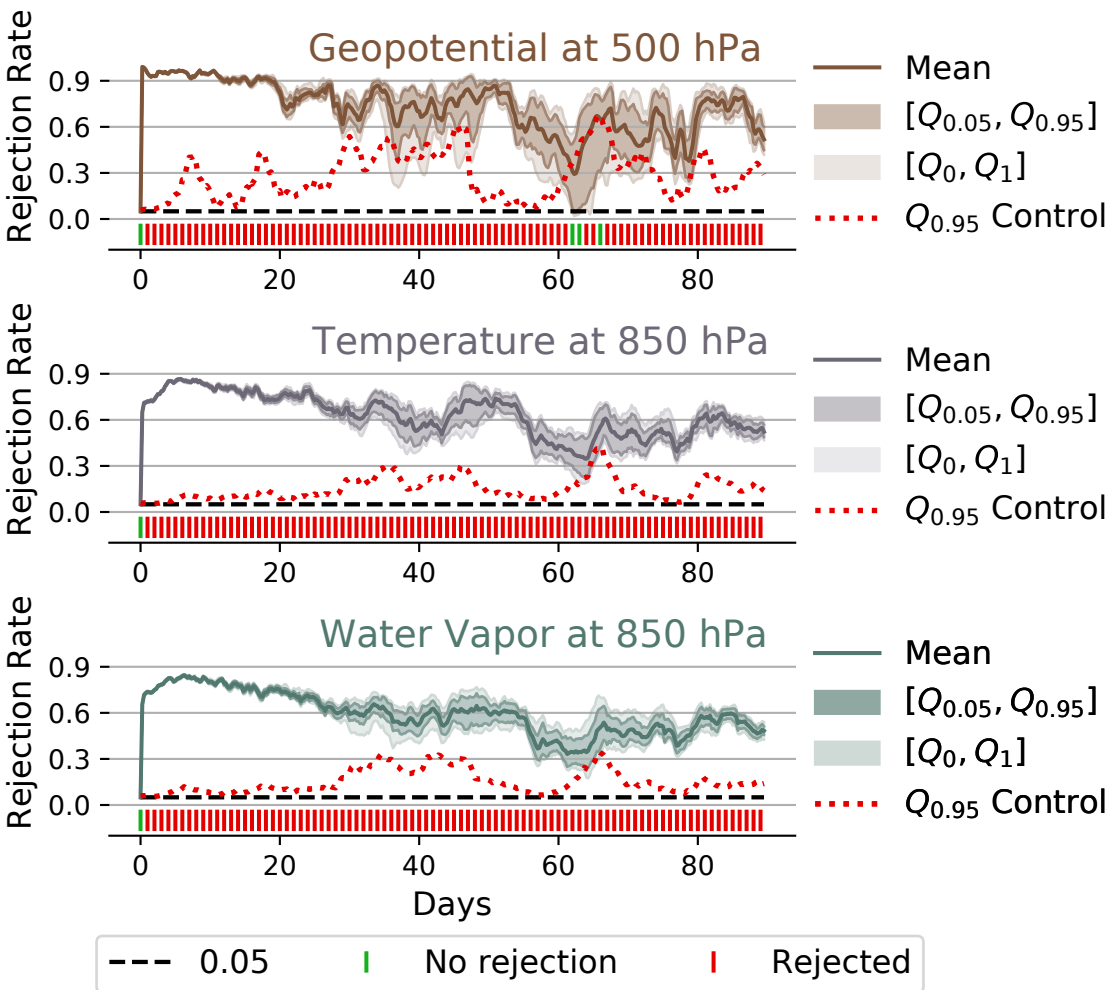 Geopotential at 500 hPa
Rejection Rate
0.9
0.6
0.3
0.0
0 20 40 60 80
Mean
[Q0.05, Q0.95]
[Q0, Q1]
Q0.95 Control
Temperature at 850 hPa
Rejection Rate
0.9
0.6
0.3
0.0
0 20 40 60 80
Mean
[Q0.05, Q0.95]
[Q0, Q1]
Q0.95 Control
Water Vapor at 850 hPa
Rejection Rate
0.9
0.6
0.3
0.0
0 20 40 60 80
Days
Mean
[Q0.05, Q0.95]
[Q0, Q1]
Q0.95 Control
0.05 No rejection Rejected